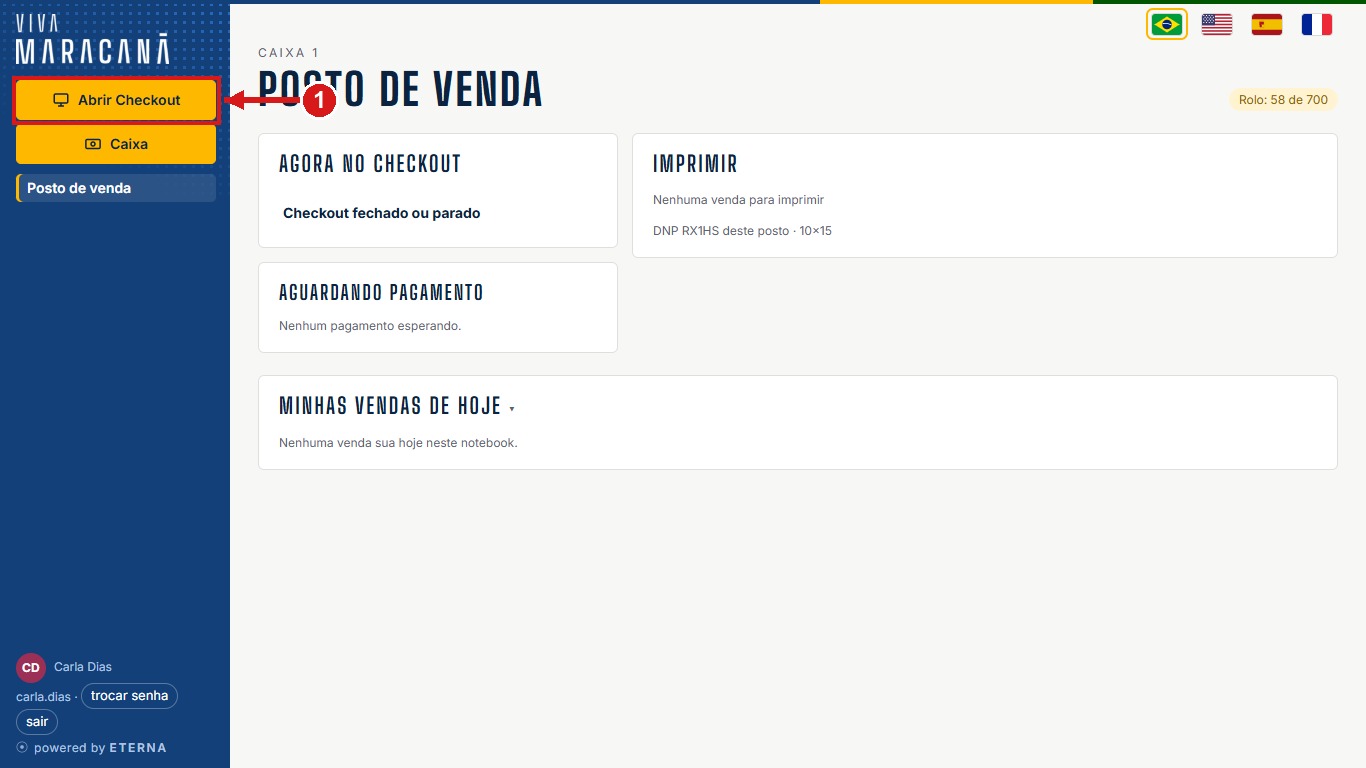 VIVA
MARACANÃ
Abrir Checkout
Caixa
Posto de venda
CAIXA 1
POSTO DE VENDA
1
Rolo: 58 de 700
AGORA NO CHECKOUT
Checkout fechado ou parado
IMPRIMIR
Nenhuma venda para imprimir
DNP RX1HS deste posto · 10×15
AGUARDANDO PAGAMENTO
Nenhum pagamento esperando.
MINHAS VENDAS DE HOJE ▾
Nenhuma venda sua hoje neste notebook.
CD Carla Dias
carla.dias · trocar senha
sair
powered by ETERNA